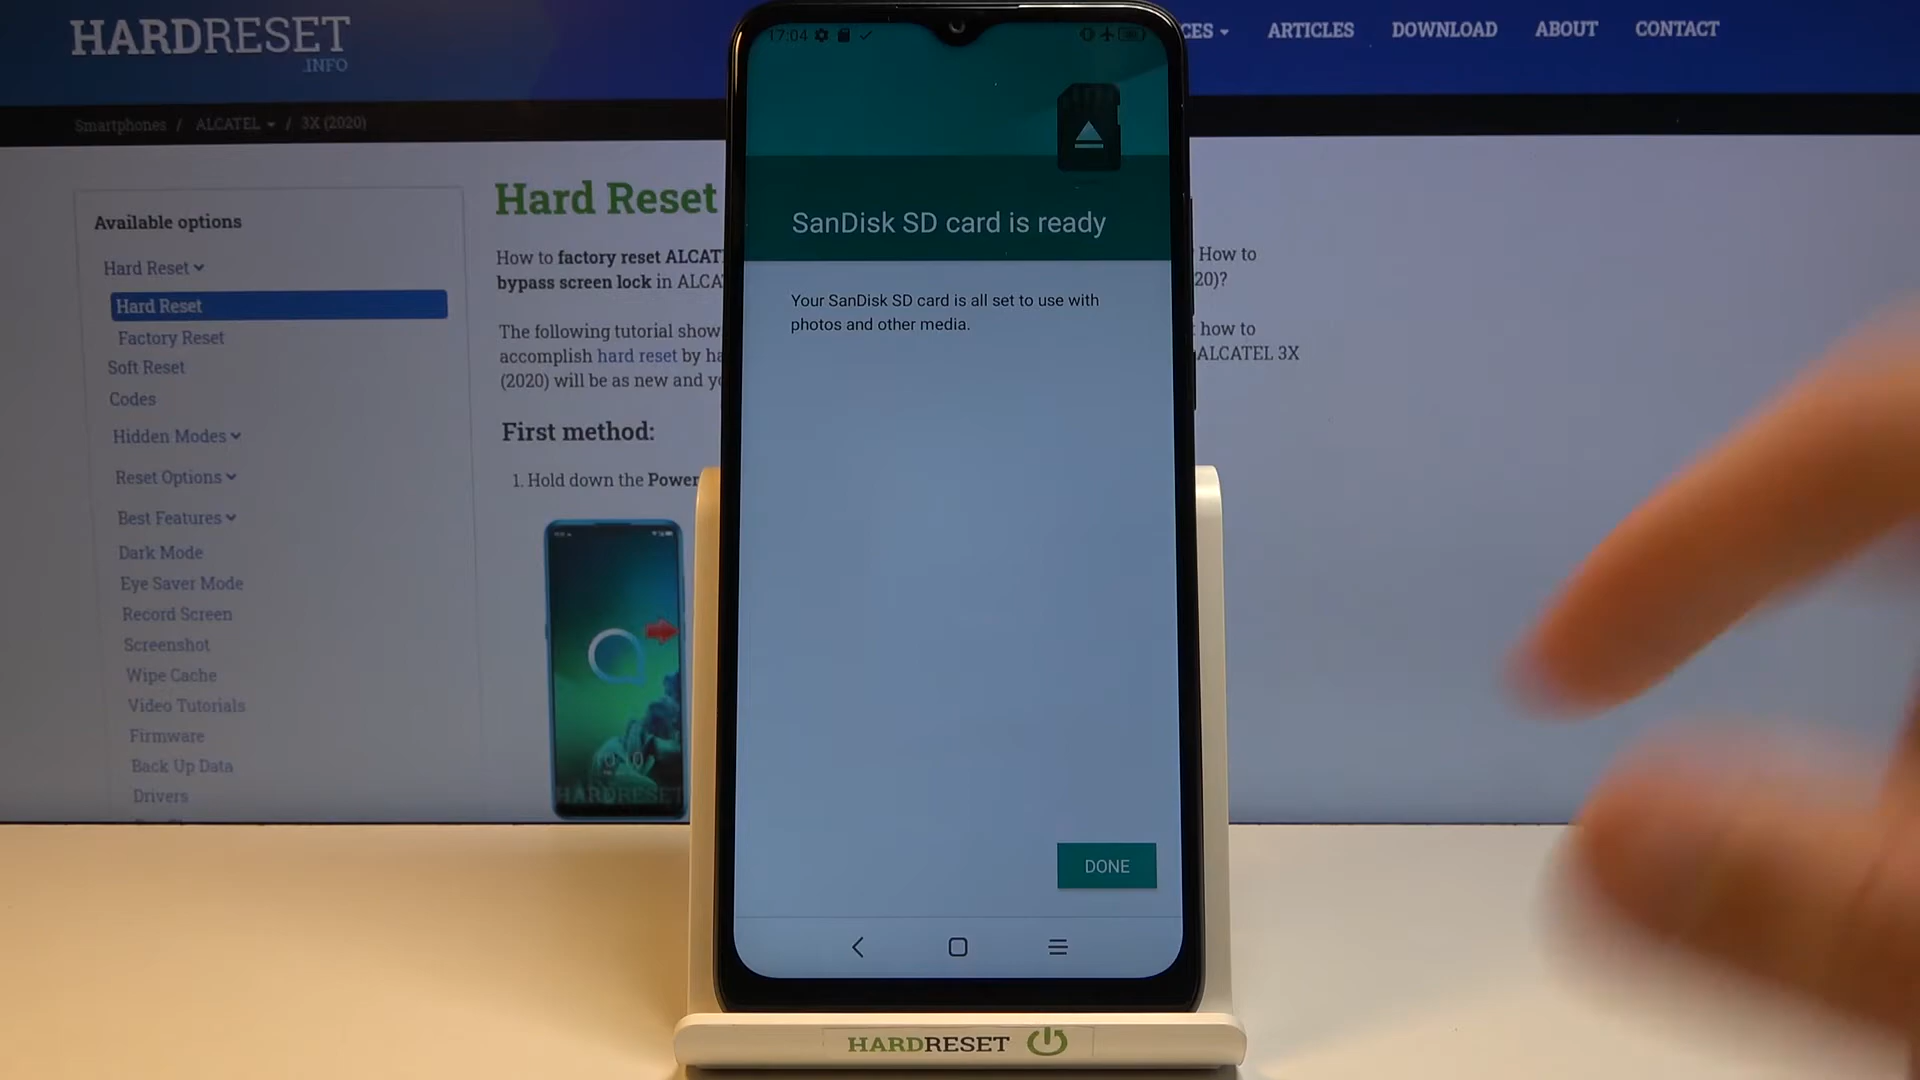 HARDRESET
.INFO
CES
ARTICLES
DOWNLOAD
ABOUT
CONTACT
Smartphones / ALCATEL / 3X (2020)
Available options
Hard Reset
Hard Reset
Factory Reset
Soft Reset
Codes
Hidden Modes
Reset Options
Best Features
Dark Mode
Eye Saver Mode
Record Screen
Screenshot
Wipe Cache
Video Tutorials
Firmware
Back Up Data
Drivers
Hard Reset
How to factory reset ALCAT
bypass screen lock in ALCA
The following tutorial show
accomplish hard reset by ha
(2020) will be as new and yo
First method:
1. Hold down the Power
10:10
HARDRESET
17:04
SanDisk SD card is ready
Your SanDisk SD card is all set to use with
photos and other media.
DONE
How to
20)?
how to
ALCATEL 3X
HARDRESET